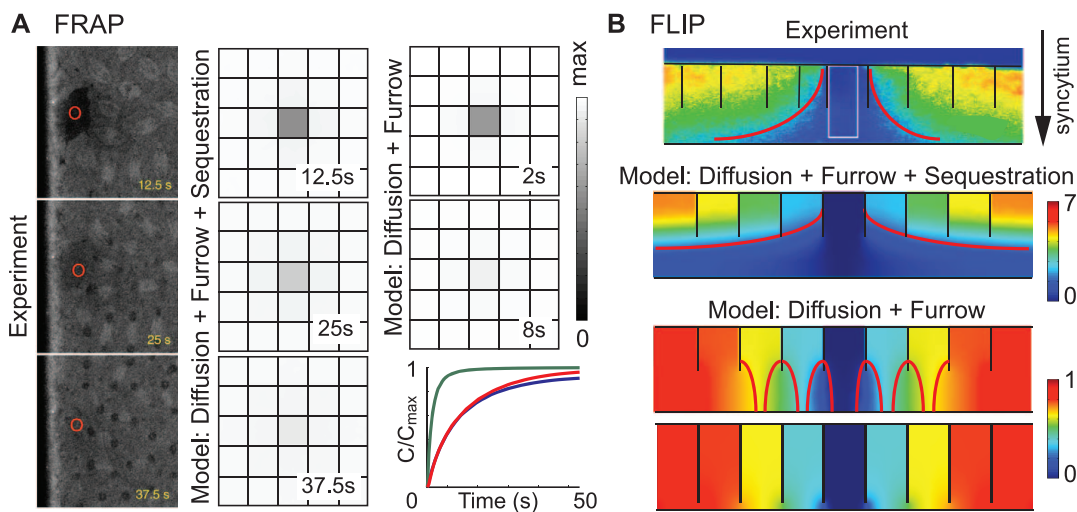 A FRAP
Experiment
12.5 s
25 s
37.5 s
Model: Diffusion + Furrow + Sequestration
12.5s
25s
37.5s
Model: Diffusion + Furrow
2s
8s
max
0
1
C/Cmax
Time (s)
50
B FLIP
Experiment
syncytium
Model: Diffusion + Furrow + Sequestration
7
0
Model: Diffusion + Furrow
1
0